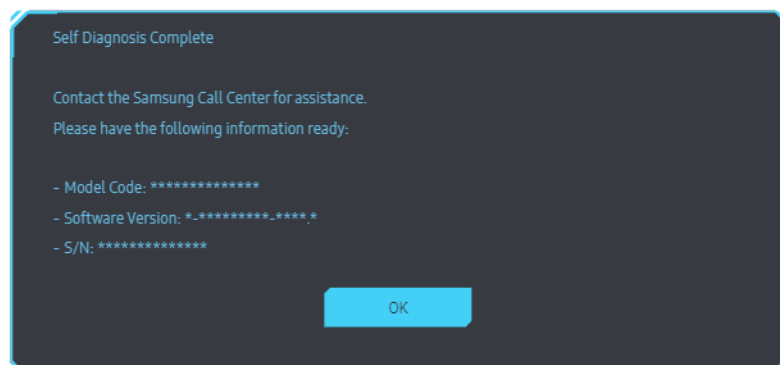 Self Diagnosis Complete
Contact the Samsung Call Center for assistance.
Please have the following information ready:
- Model Code: **************
- Software Version: *-*********-****.*
- S/N: **************
OK